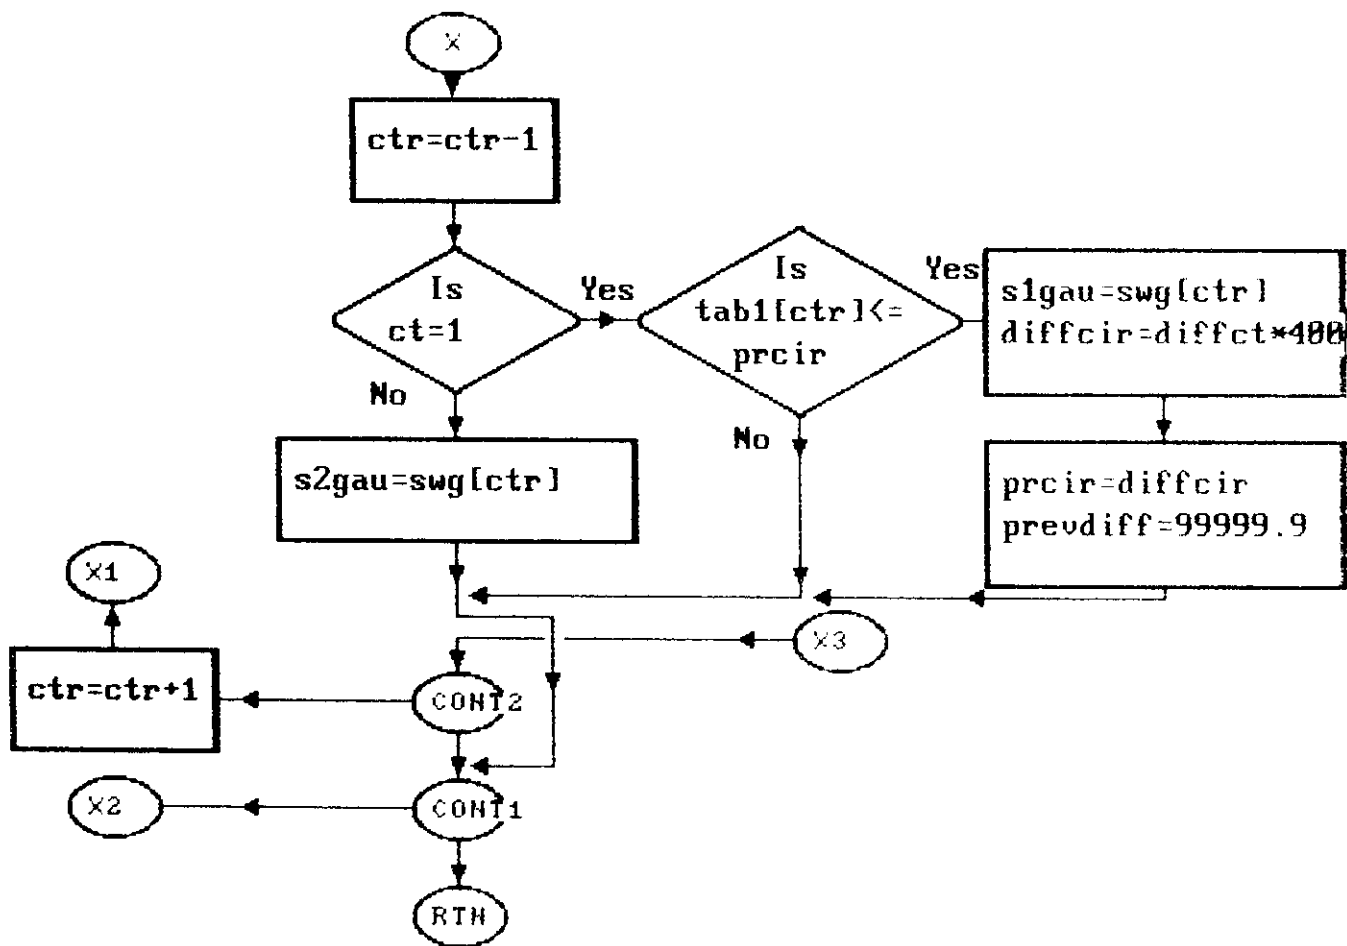 X
ctr=ctr-1
Is
ct=1
Yes
No
Is
tab1[ctr]<=
prcir
Yes
No
s1gau=swg[ctr]
diffcir=diffct*400
s2gau=swg[ctr]
prcir=diffcir
prevdiff=99999.9
X1
X3
ctr=ctr+1
CONT2
X2
CONT1
RTN